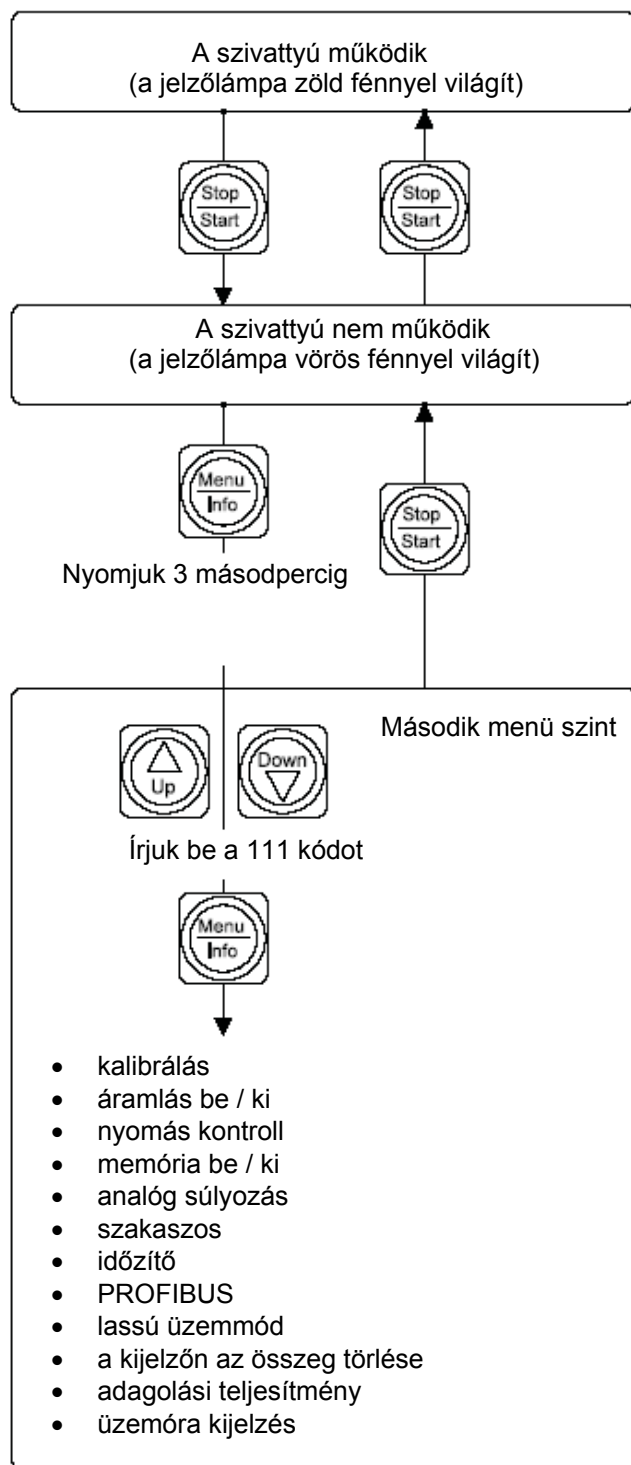 A szivattyú működik
(a jelzőlámpa zöld fénnyel világít)
Stop
Start
Stop
Start
A szivattyú nem működik
(a jelzőlámpa vörös fénnyel világít)
Menu
Info
Stop
Start
Nyomjuk 3 másodpercig
Második menü szint
Up
Down
Írjuk be a 111 kódot
Menu
Info
• kalibrálás
• áramlás be / ki
• nyomás kontroll
• memória be / ki
• analóg súlyozás
• szakaszos
• időzítő
• PROFIBUS
• lassú üzemmód
• a kijelzőn az összeg törlése
• adagolási teljesítmény
• üzemóra kijelzés